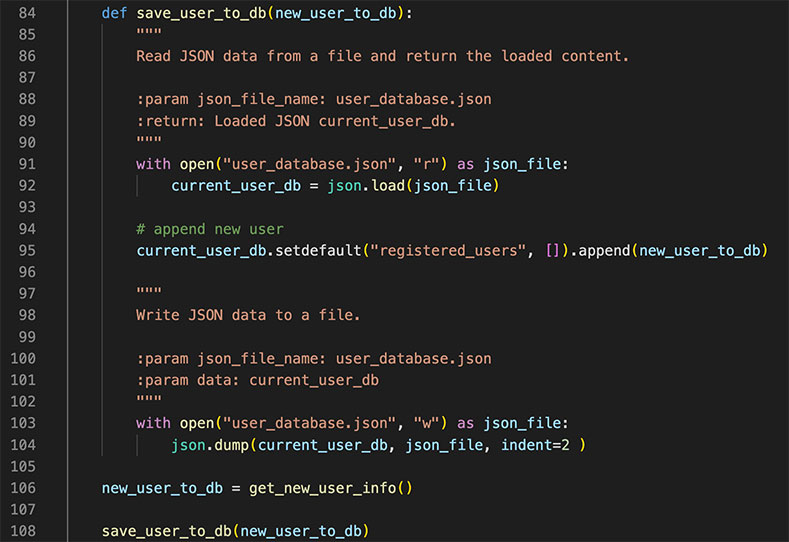 84 def save_user_to_db(new_user_to_db):
85 """
86 Read JSON data from a file and return the loaded content.
87
88 :param json_file_name: user_database.json
89 :return: Loaded JSON current_user_db.
90 """
91 with open("user_database.json", "r") as json_file:
92 current_user_db = json.load(json_file)
93
94 # append new user
95 current_user_db.setdefault("registered_users", []).append(new_user_to_db)
96
97 """
98 Write JSON data to a file.
99
100 :param json_file_name: user_database.json
101 :param data: current_user_db
102 """
103 with open("user_database.json", "w") as json_file:
104 json.dump(current_user_db, json_file, indent=2 )
105
106 new_user_to_db = get_new_user_info()
107
108 save_user_to_db(new_user_to_db)